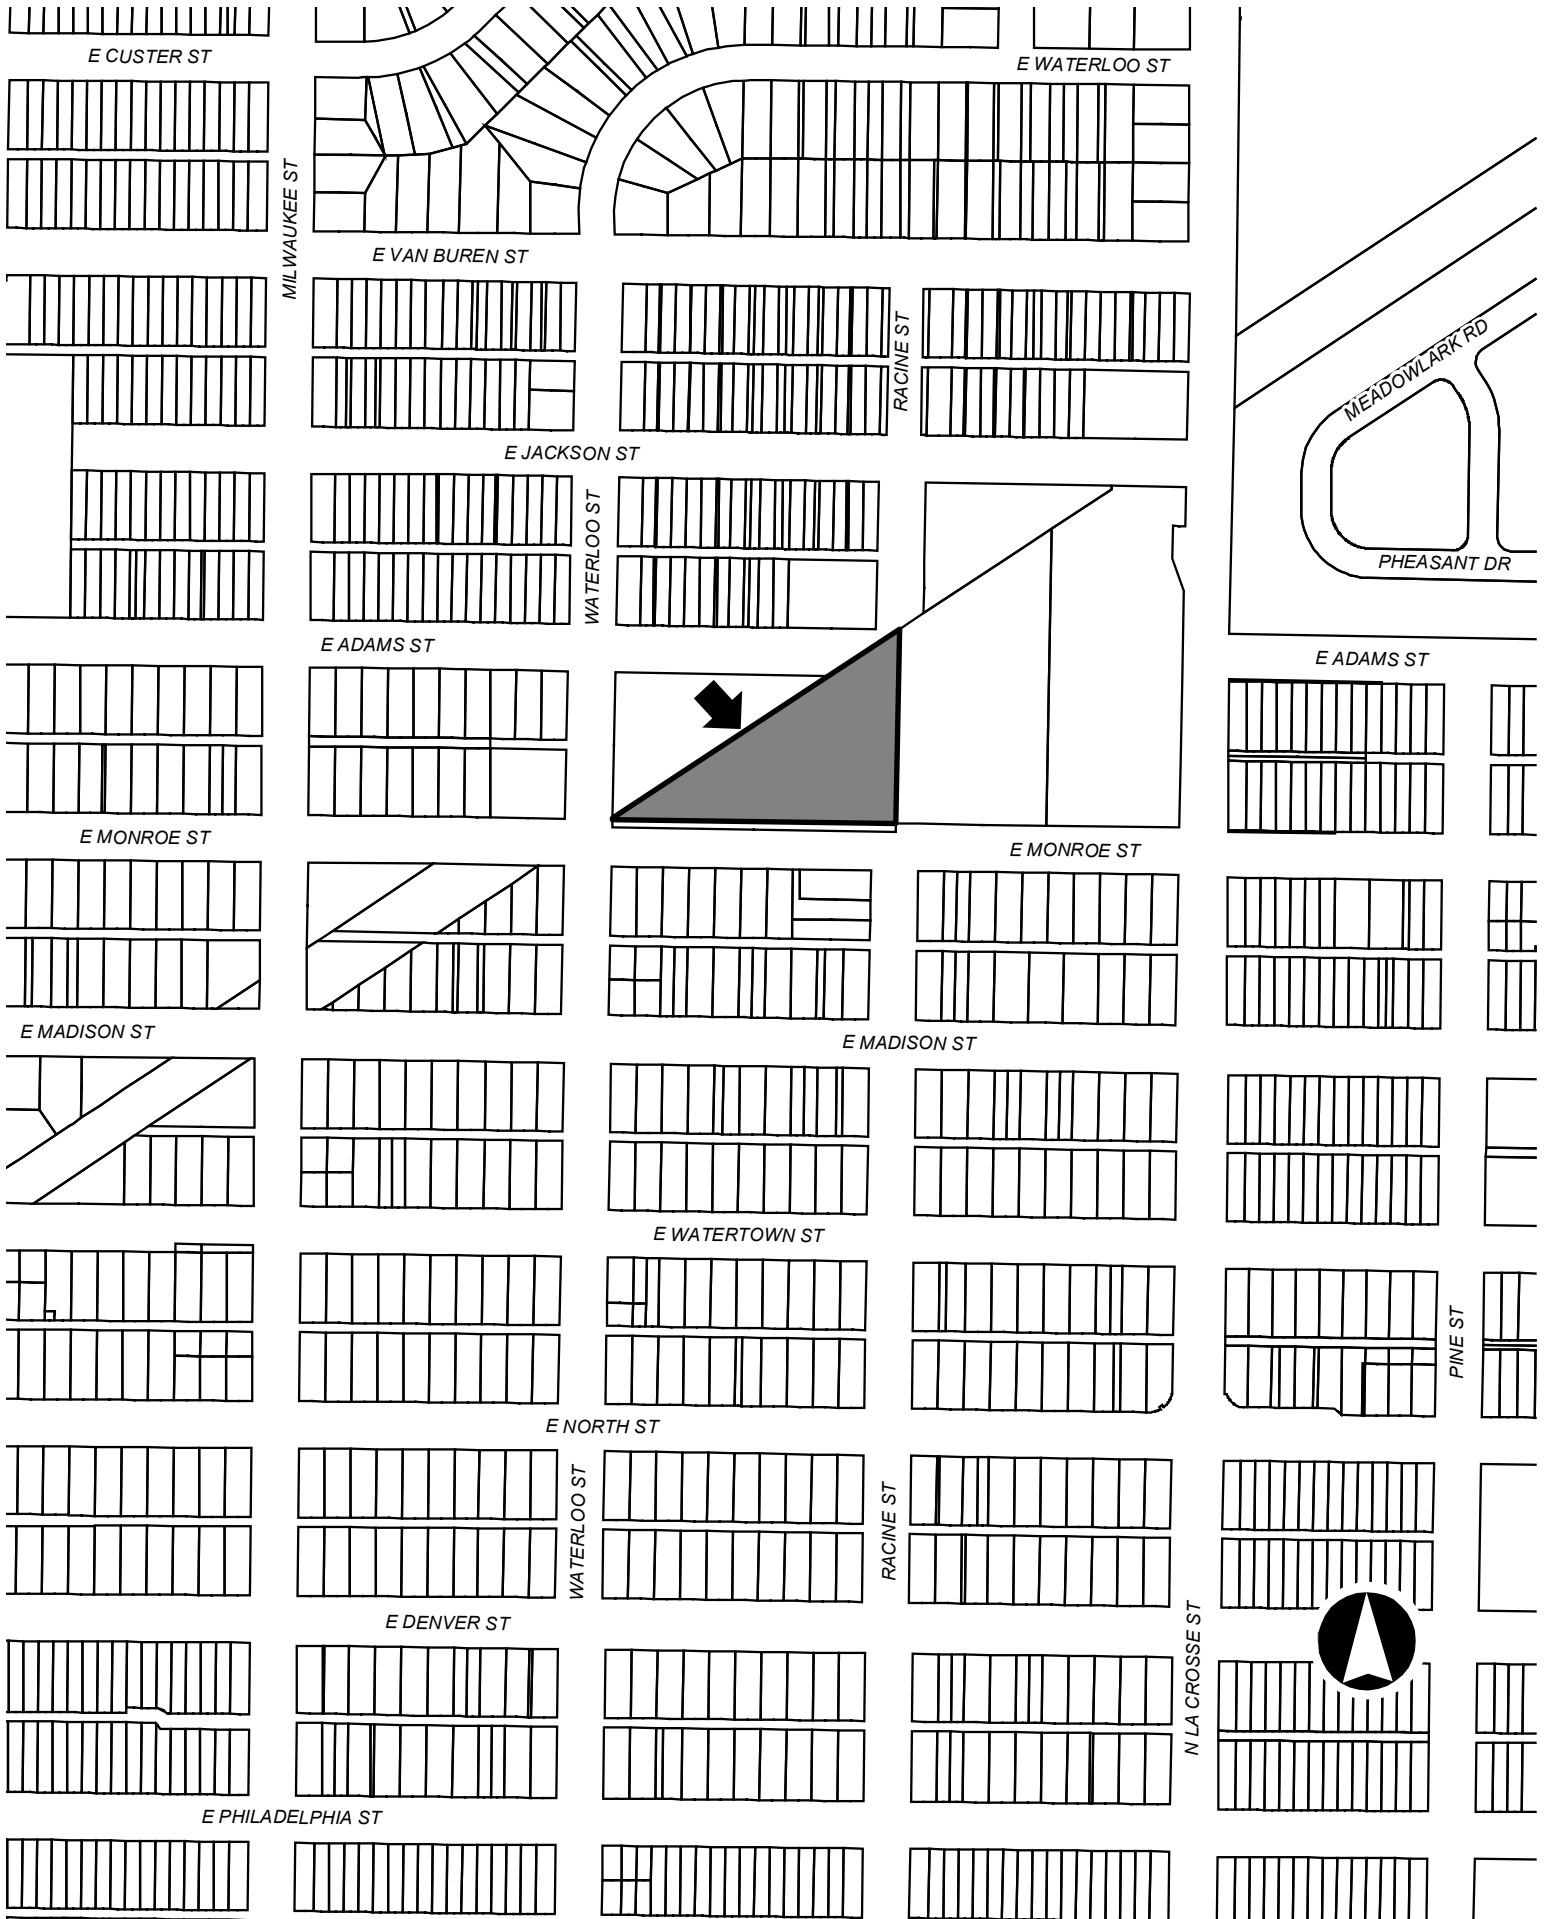 E CUSTER ST
E WATERLOO ST
MILWAUKEE ST
E VAN BUREN ST
RACINE ST
MEADOWLARK RD
E JACKSON ST
WATERLOO ST
PHEASANT DR
E ADAMS ST
E ADAMS ST
E MONROE ST
E MONROE ST
E MADISON ST
E MADISON ST
E WATERTOWN ST
PINE ST
E NORTH ST
WATERLOO ST
RACINE ST
E DENVER ST
N LA CROSSE ST
E PHILADELPHIA ST